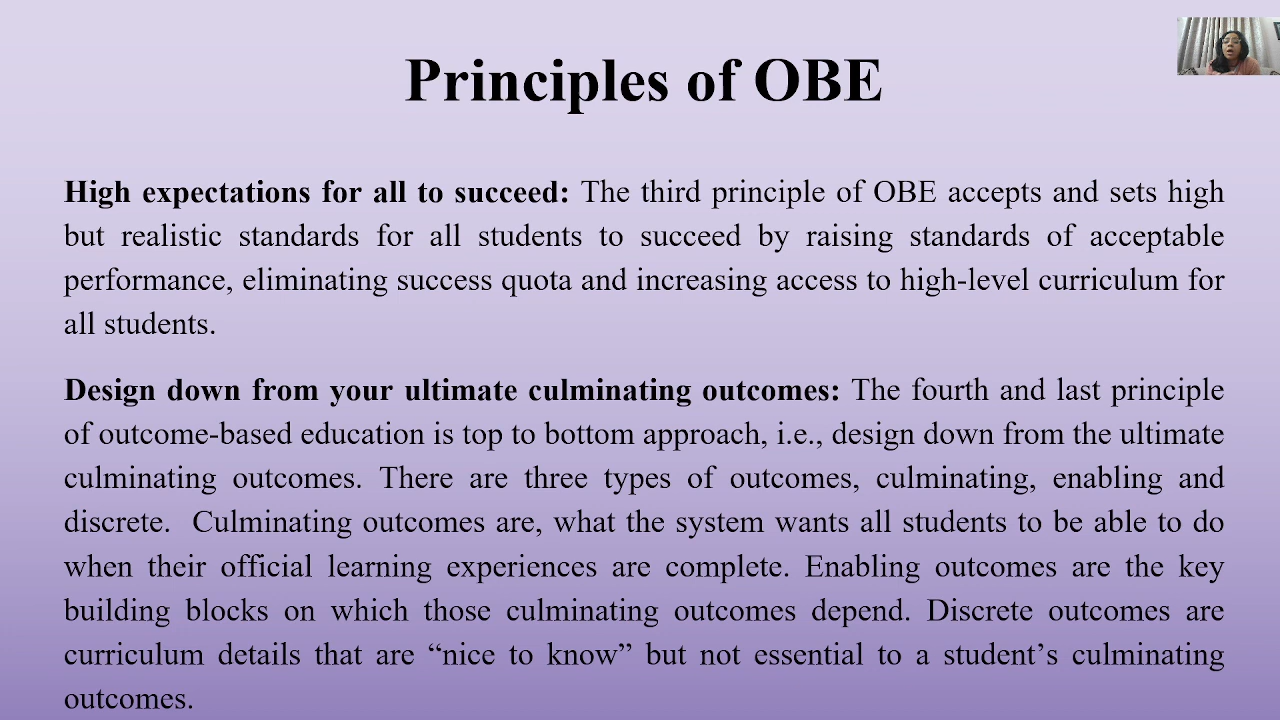 Principles of OBE
High expectations for all to succeed: The third principle of OBE accepts and sets high
but realistic standards for all students to succeed by raising standards of acceptable
performance, eliminating success quota and increasing access to high-level curriculum for
all students.
Design down from your ultimate culminating outcomes: The fourth and last principle
of outcome-based education is top to bottom approach, i.e., design down from the ultimate
culminating outcomes. There are three types of outcomes, culminating, enabling and
discrete.  Culminating outcomes are, what the system wants all students to be able to do
when their official learning experiences are complete. Enabling outcomes are the key
building blocks on which those culminating outcomes depend. Discrete outcomes are
curriculum details that are “nice to know” but not essential to a student’s culminating
outcomes.